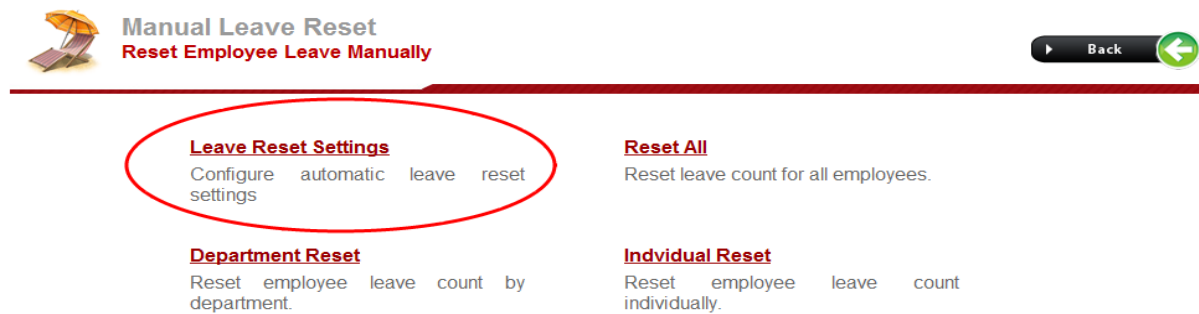 Manual Leave Reset
Reset Employee Leave Manually
Back
Leave Reset Settings
Configure automatic leave reset
settings
Reset All
Reset leave count for all employees.
Department Reset
Reset employee leave count by
department.
Indvidual Reset
Reset employee leave count
individually.